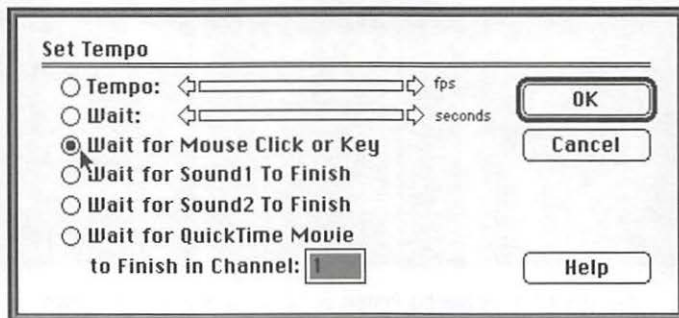 Set Tempo
Tempo: fps
Wait: seconds
Wait for Mouse Click or Key
Wait for Sound1 To Finish
Wait for Sound2 To Finish
Wait for QuickTime Movie
to Finish in Channel: 1
OK
Cancel
Help